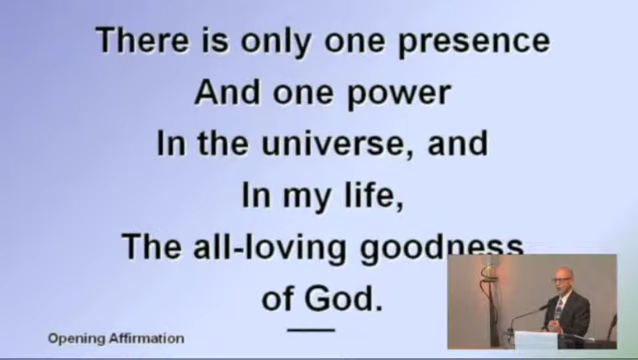 There is only one presence
And one power
In the universe, and
In my life,
The all-loving goodness
of God.
Opening Affirmation